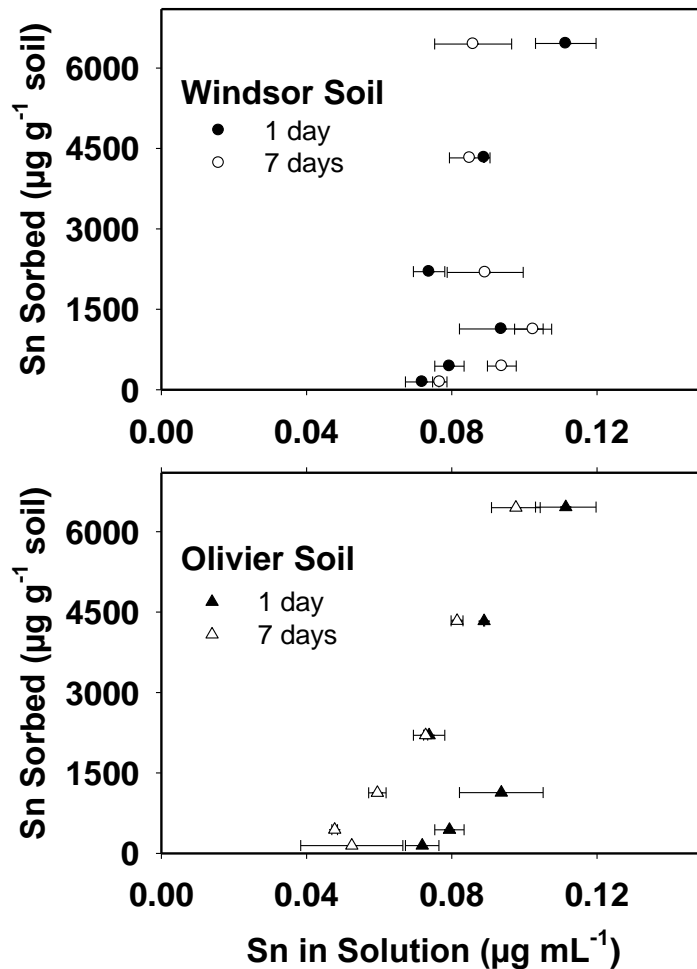 Sn Sorbed (µg g⁻¹ soil)
6000
4500
3000
1500
0
Windsor Soil
1 day
7 days
0.00 0.04 0.08 0.12
Sn Sorbed (µg g⁻¹ soil)
6000
4500
3000
1500
0
Olivier Soil
1 day
7 days
0.00 0.04 0.08 0.12
Sn in Solution (µg mL⁻¹)